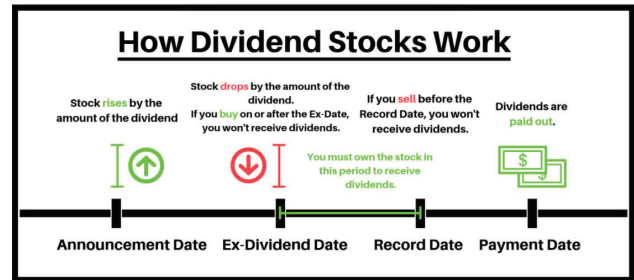 How Dividend Stocks Work
Stock rises by the
amount of the dividend
Stock drops by the amount of the
dividend.
If you buy on or after the Ex-Date,
you won't receive dividends.
If you sell before the
Record Date, you won't
receive dividends.
Dividends are
paid out.
You must own the stock in
this period to receive
dividends.
$
$
Announcement Date
Ex-Dividend Date
Record Date
Payment Date